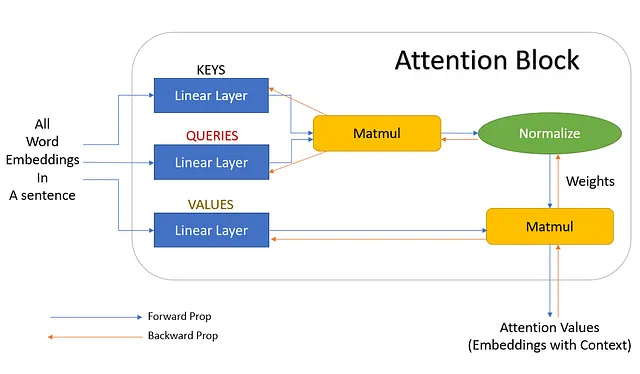 Attention Block
KEYS
Linear Layer
QUERIES
Linear Layer
VALUES
Linear Layer
All
Word
Embeddings
In
A sentence
Matmul
Normalize
Weights
Matmul
Forward Prop
Backward Prop
Attention Values
(Embeddings with Context)